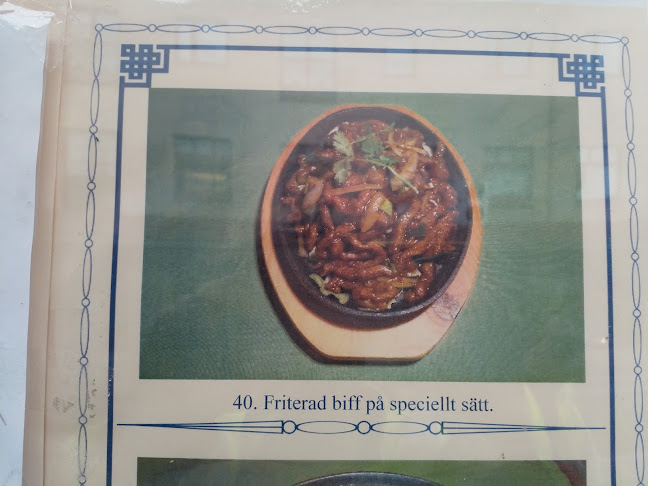 40. Friterad biff på speciellt sätt.